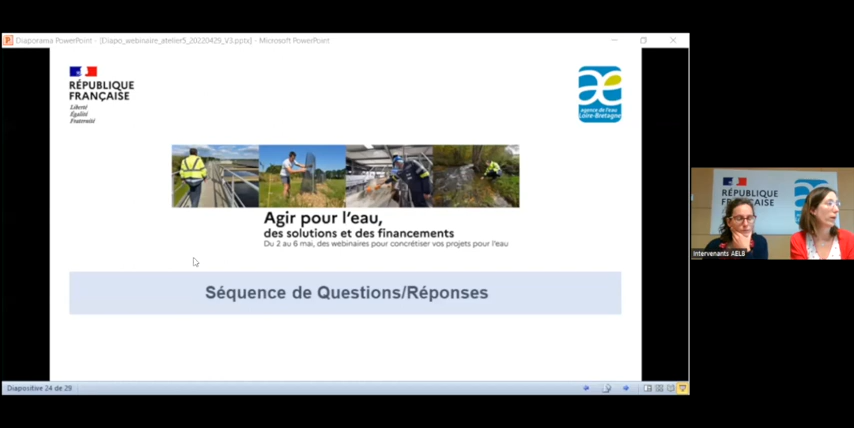 Diaporama PowerPoint - [Diapo_webinaire_atelier5_20220429_V3.pptx] - Microsoft PowerPoint
RÉPUBLIQUE
FRANÇAISE
Liberté
Égalité
Fraternité
agence de l'eau
Loire-Bretagne
Agir pour l'eau,
des solutions et des financements
Du 2 au 6 mai, des webinaires pour concrétiser vos projets pour l'eau
Séquence de Questions/Réponses
Diapositive 24 de 29
RÉPUBLIQUE
FRANÇAISE
Intervenants AELB